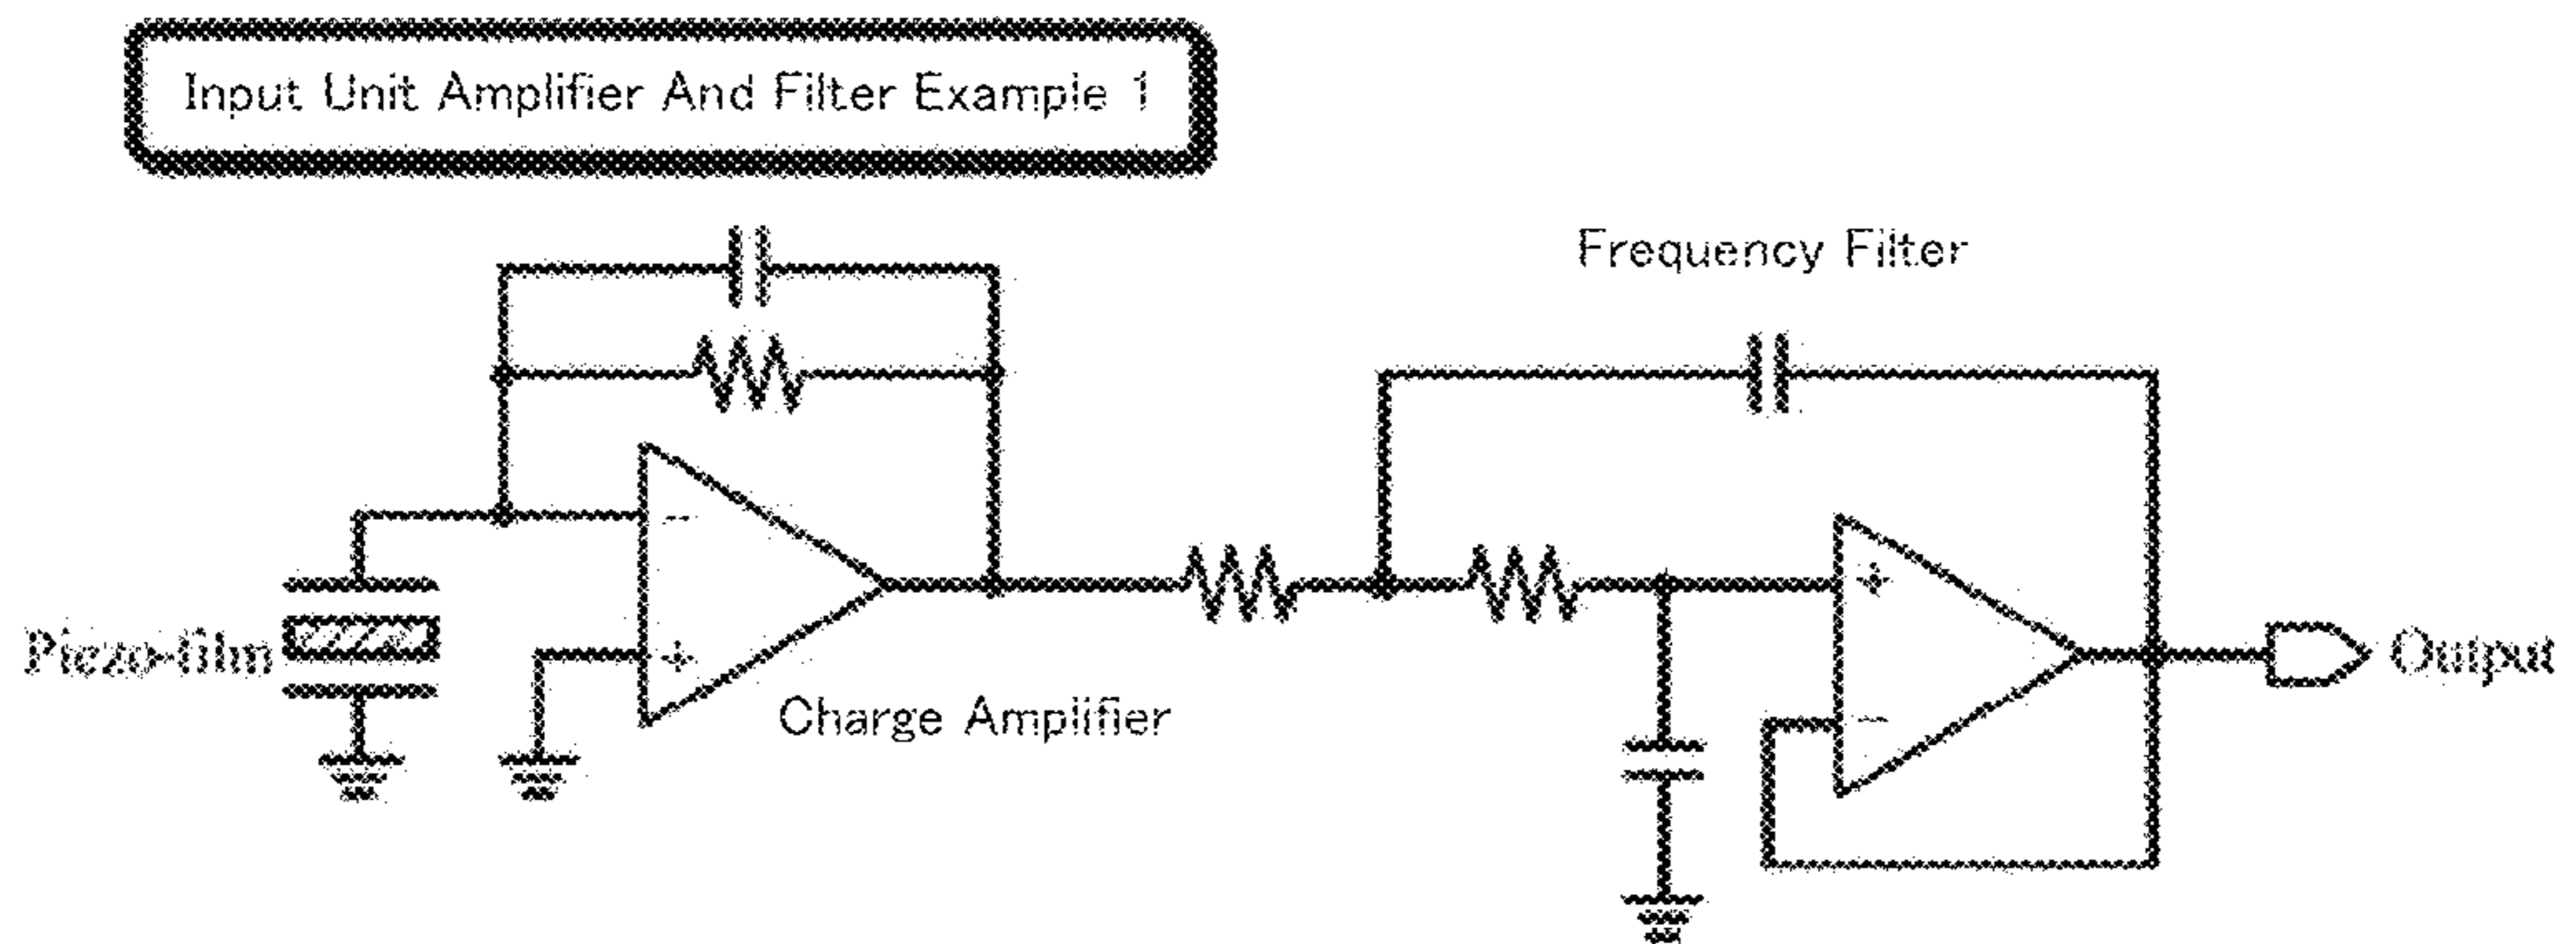 Input Unit Amplifier And Filter Example 1
Frequency Filter
−
+
−
+
Piezo-film
Charge Amplifier
Output